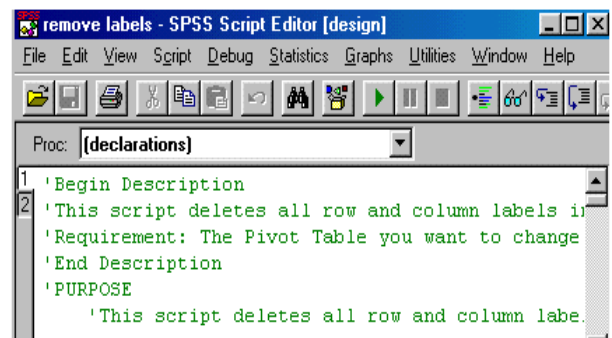 remove labels - SPSS Script Editor [design]
File Edit View Script Debug Statistics Graphs Utilities Window Help
Proc: (declarations)
1
2
'Begin Description
'This script deletes all row and column labels in
'Requirement: The Pivot Table you want to change
'End Description
'PURPOSE
'This script deletes all row and column labe